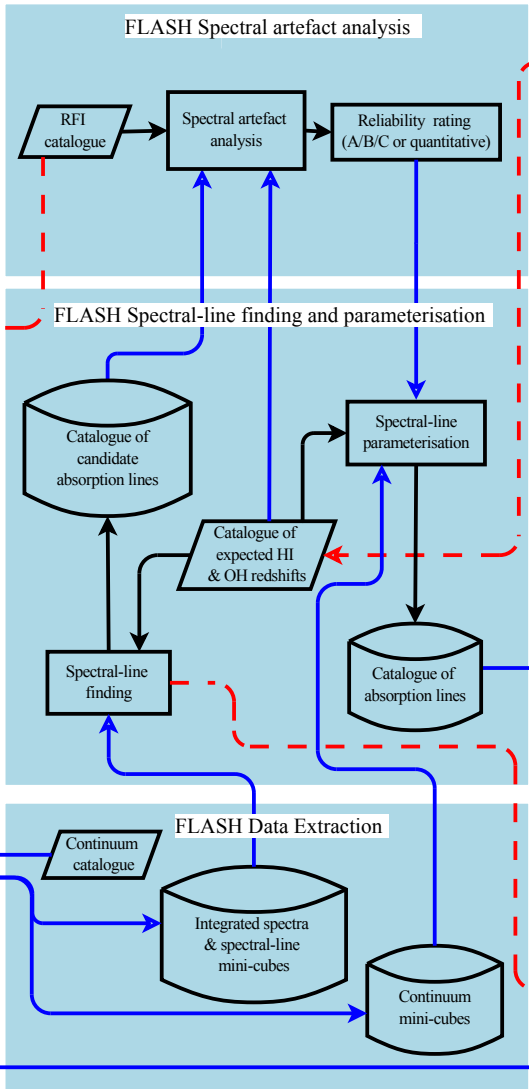 FLASH Spectral artefact analysis
RFI
catalogue
Spectral artefact
analysis
Reliability rating
(A/B/C or quantitative)
FLASH Spectral-line finding and parameterisation
Catalogue of
candidate
absorption lines
Spectral-line
parameterisation
Catalogue of
expected HI
& OH redshifts
Spectral-line
finding
Catalogue of
absorption lines
FLASH Data Extraction
Continuum
catalogue
Integrated spectra
& spectral-line
mini-cubes
Continuum
mini-cubes